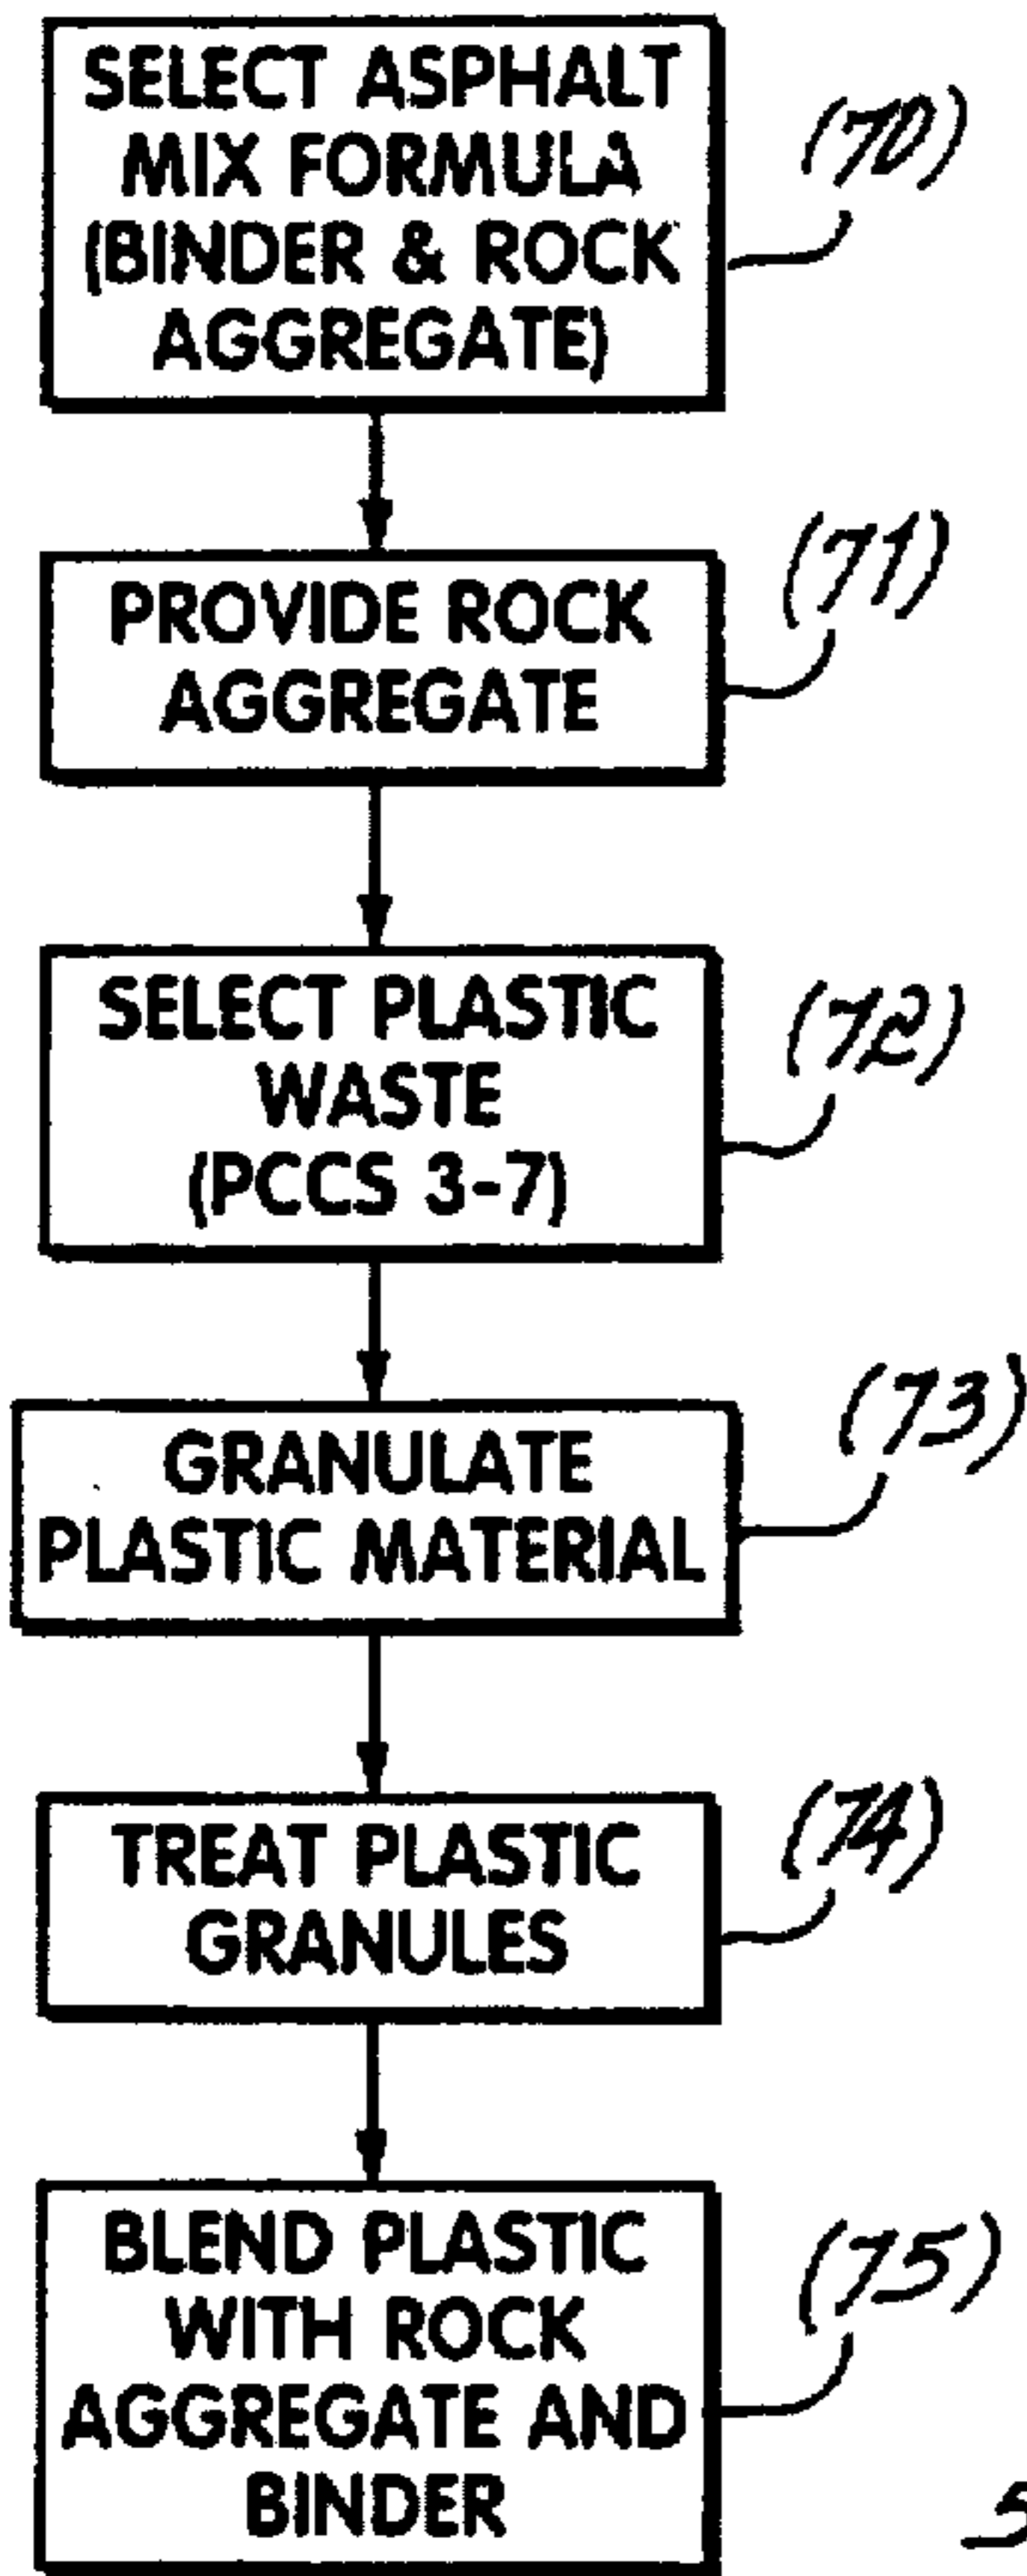 SELECT ASPHALT
MIX FORMULA
(BINDER & ROCK
AGGREGATE)
(70)
PROVIDE ROCK
AGGREGATE
(71)
SELECT PLASTIC
WASTE
(PCCS 3-7)
(72)
GRANULATE
PLASTIC MATERIAL
(73)
TREAT PLASTIC
GRANULES
(74)
BLEND PLASTIC
WITH ROCK
AGGREGATE AND
BINDER
(75)